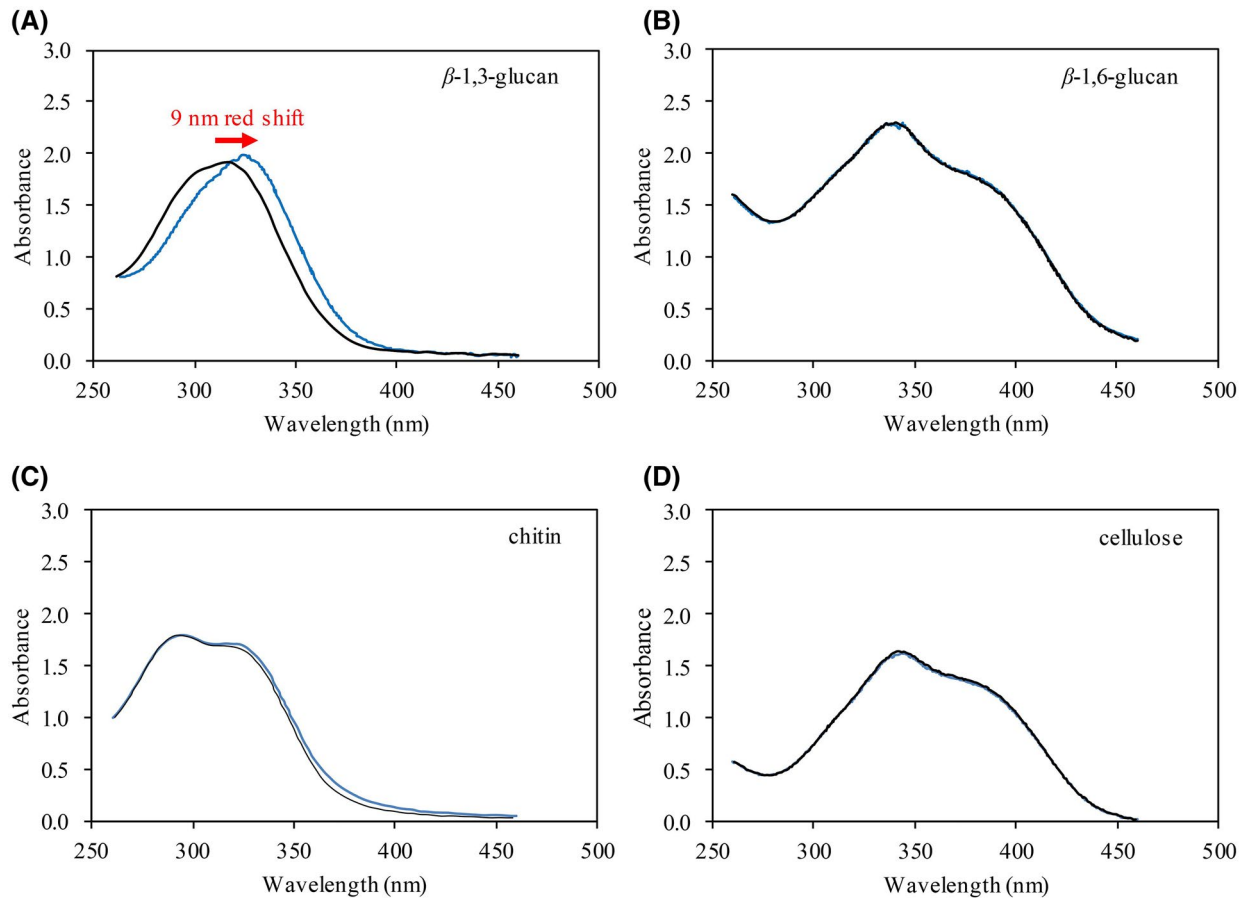 (A)
3.0
2.5
2.0
1.5
1.0
0.5
0.0
Absorbance
β-1,3-glucan
9 nm red shift
250 300 350 400 450 500
Wavelength (nm)
(B)
3.0
2.5
2.0
1.5
1.0
0.5
0.0
Absorbance
β-1,6-glucan
250 300 350 400 450 500
Wavelength (nm)
(C)
3.0
2.5
2.0
1.5
1.0
0.5
0.0
Absorbance
chitin
250 300 350 400 450 500
Wavelength (nm)
(D)
3.0
2.5
2.0
1.5
1.0
0.5
0.0
Absorbance
cellulose
250 300 350 400 450 500
Wavelength (nm)